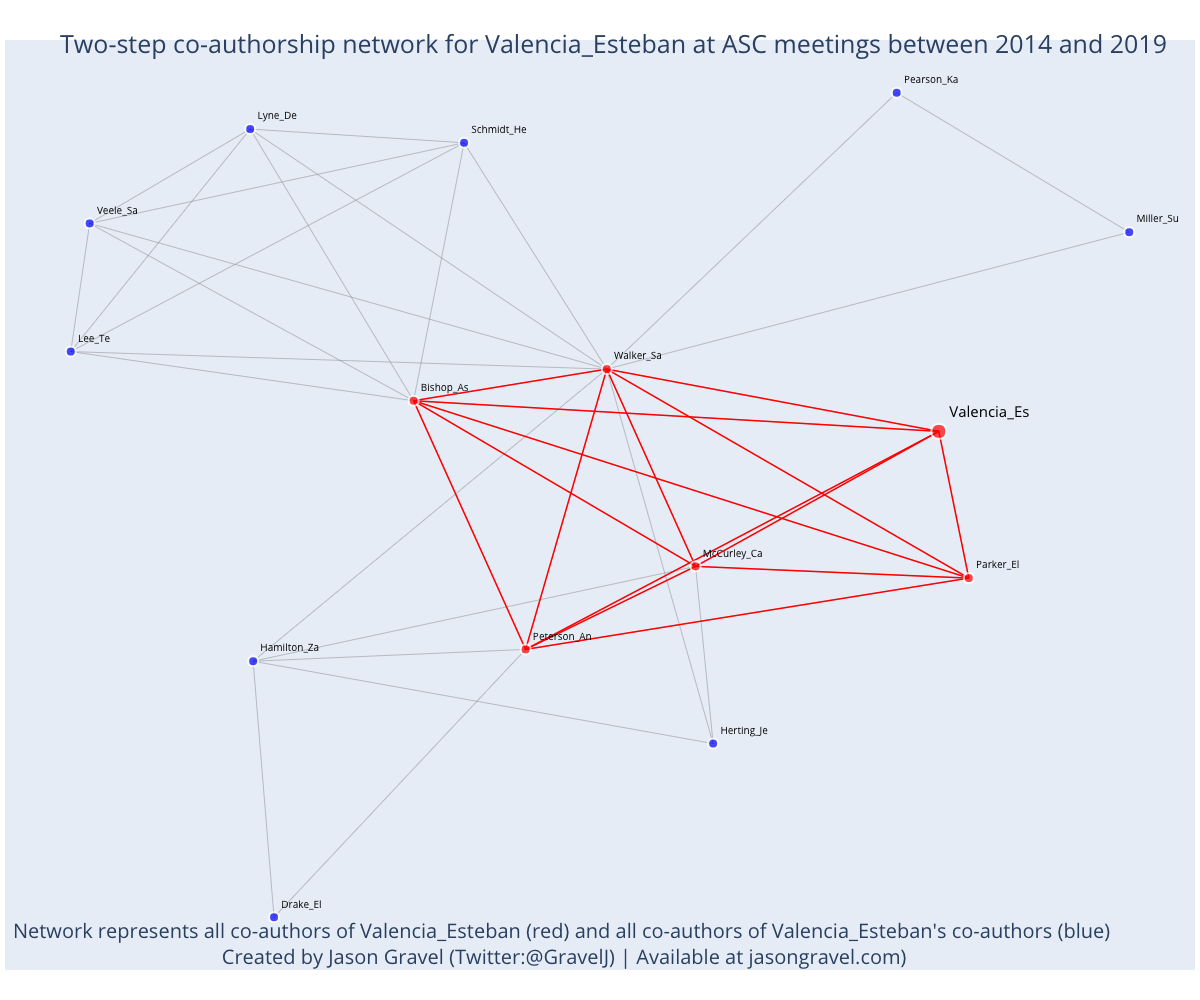 Two-step co-authorship network for Valencia_Esteban at ASC meetings between 2014 and 2019
Pearson_Ka
Lyne_De
Schmidt_He
Veele_Sa
Miller_Su
Lee_Te
Walker_Sa
Bishop_As
Valencia_Es
McCurley_Ca
Parker_El
Peterson_An
Hamilton_Za
Herting_Je
Drake_El
Network represents all co-authors of Valencia_Esteban (red) and all co-authors of Valencia_Esteban's co-authors (blue)
Created by Jason Gravel (Twitter:@GravelJ) | Available at jasongravel.com)